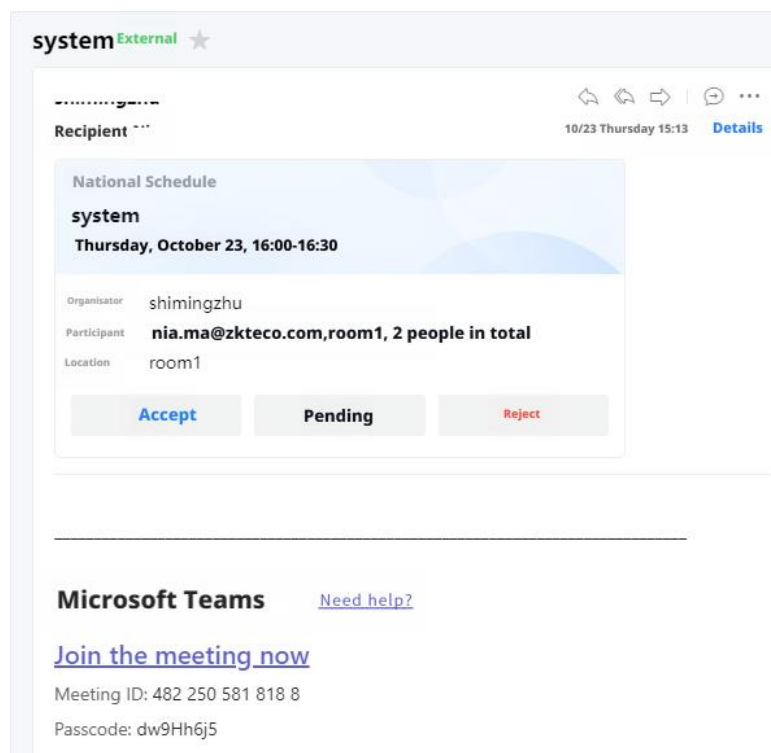 system External
Recipient
10/23 Thursday 15:13 Details
National Schedule
system
Thursday, October 23, 16:00-16:30
Organisator shimingzhu
Participant nia.ma@zkteco.com,room1, 2 people in total
Location room1
Accept Pending Reject
Microsoft Teams Need help?
Join the meeting now
Meeting ID: 482 250 581 818 8
Passcode: dw9Hh6j5